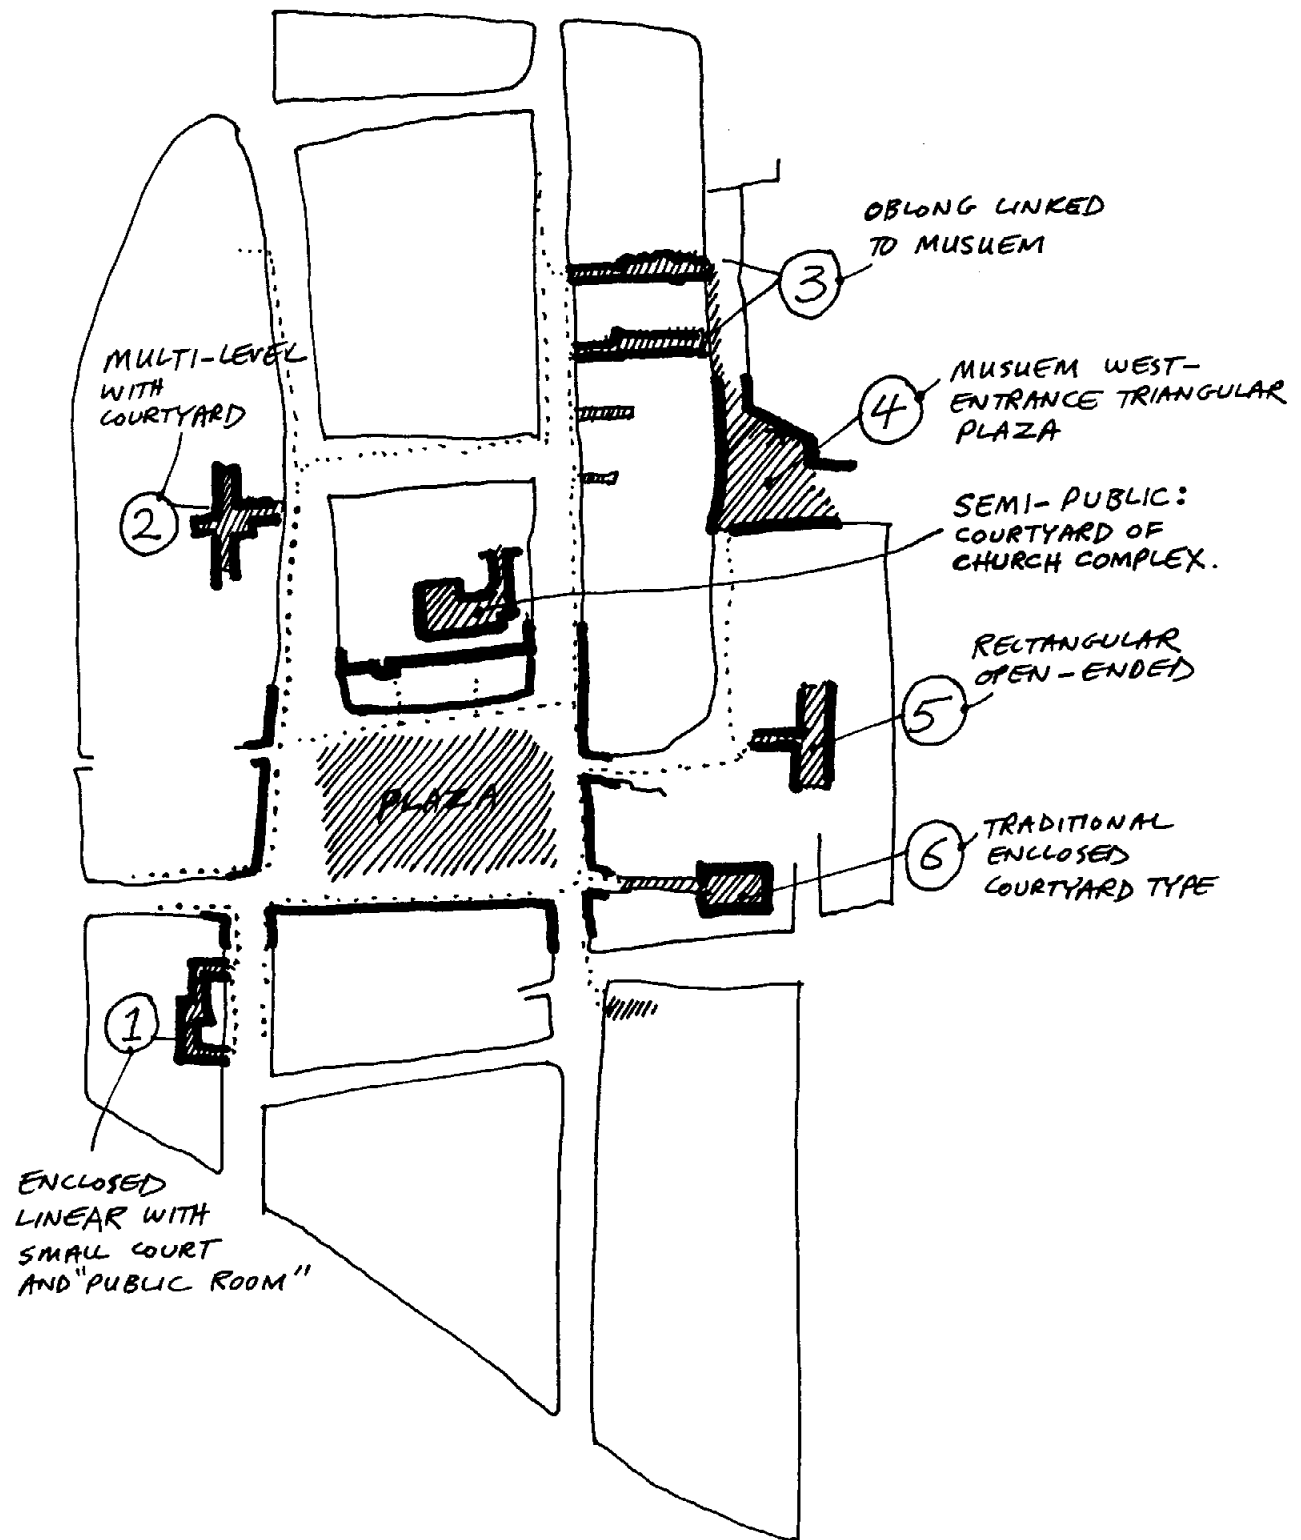 OBLONG LINKED
TO MUSUEM
3
MULTI-LEVEL
WITH
COURTYARD
2
4
MUSUEM WEST-
ENTRANCE TRIANGULAR
PLAZA
SEMI-PUBLIC:
COURTYARD OF
CHURCH COMPLEX.
RECTANGULAR
OPEN-ENDED
5
PLAZA
6
TRADITIONAL
ENCLOSED
COURTYARD TYPE
1
ENCLOSED
LINEAR WITH
SMALL COURT
AND "PUBLIC ROOM"